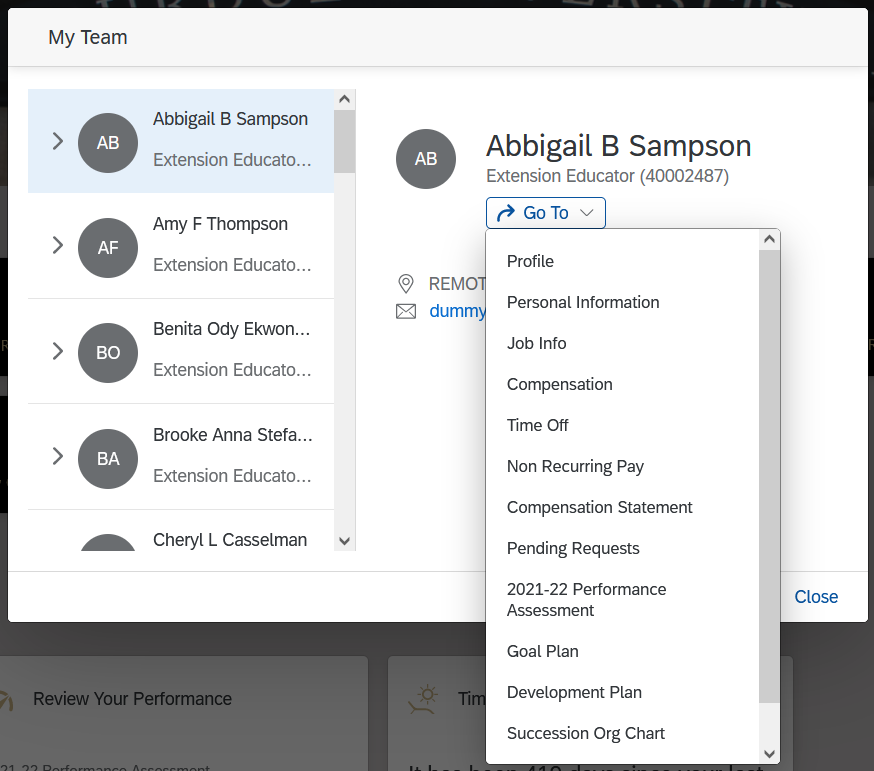 My Team
AB
Abbigail B Sampson
Extension Educato...
AF
Amy F Thompson
Extension Educato...
BO
Benita Ody Ekwon...
Extension Educato...
BA
Brooke Anna Stefa...
Extension Educato...
Cheryl L Casselman
AB
Abbigail B Sampson
Extension Educator (40002487)
Go To
REMOT
dummy
Profile
Personal Information
Job Info
Compensation
Time Off
Non Recurring Pay
Compensation Statement
Pending Requests
2021-22 Performance
Assessment
Goal Plan
Development Plan
Succession Org Chart
Close
Review Your Performance
21-22 Performance Assessment
Tim
It has been 419 days since your last